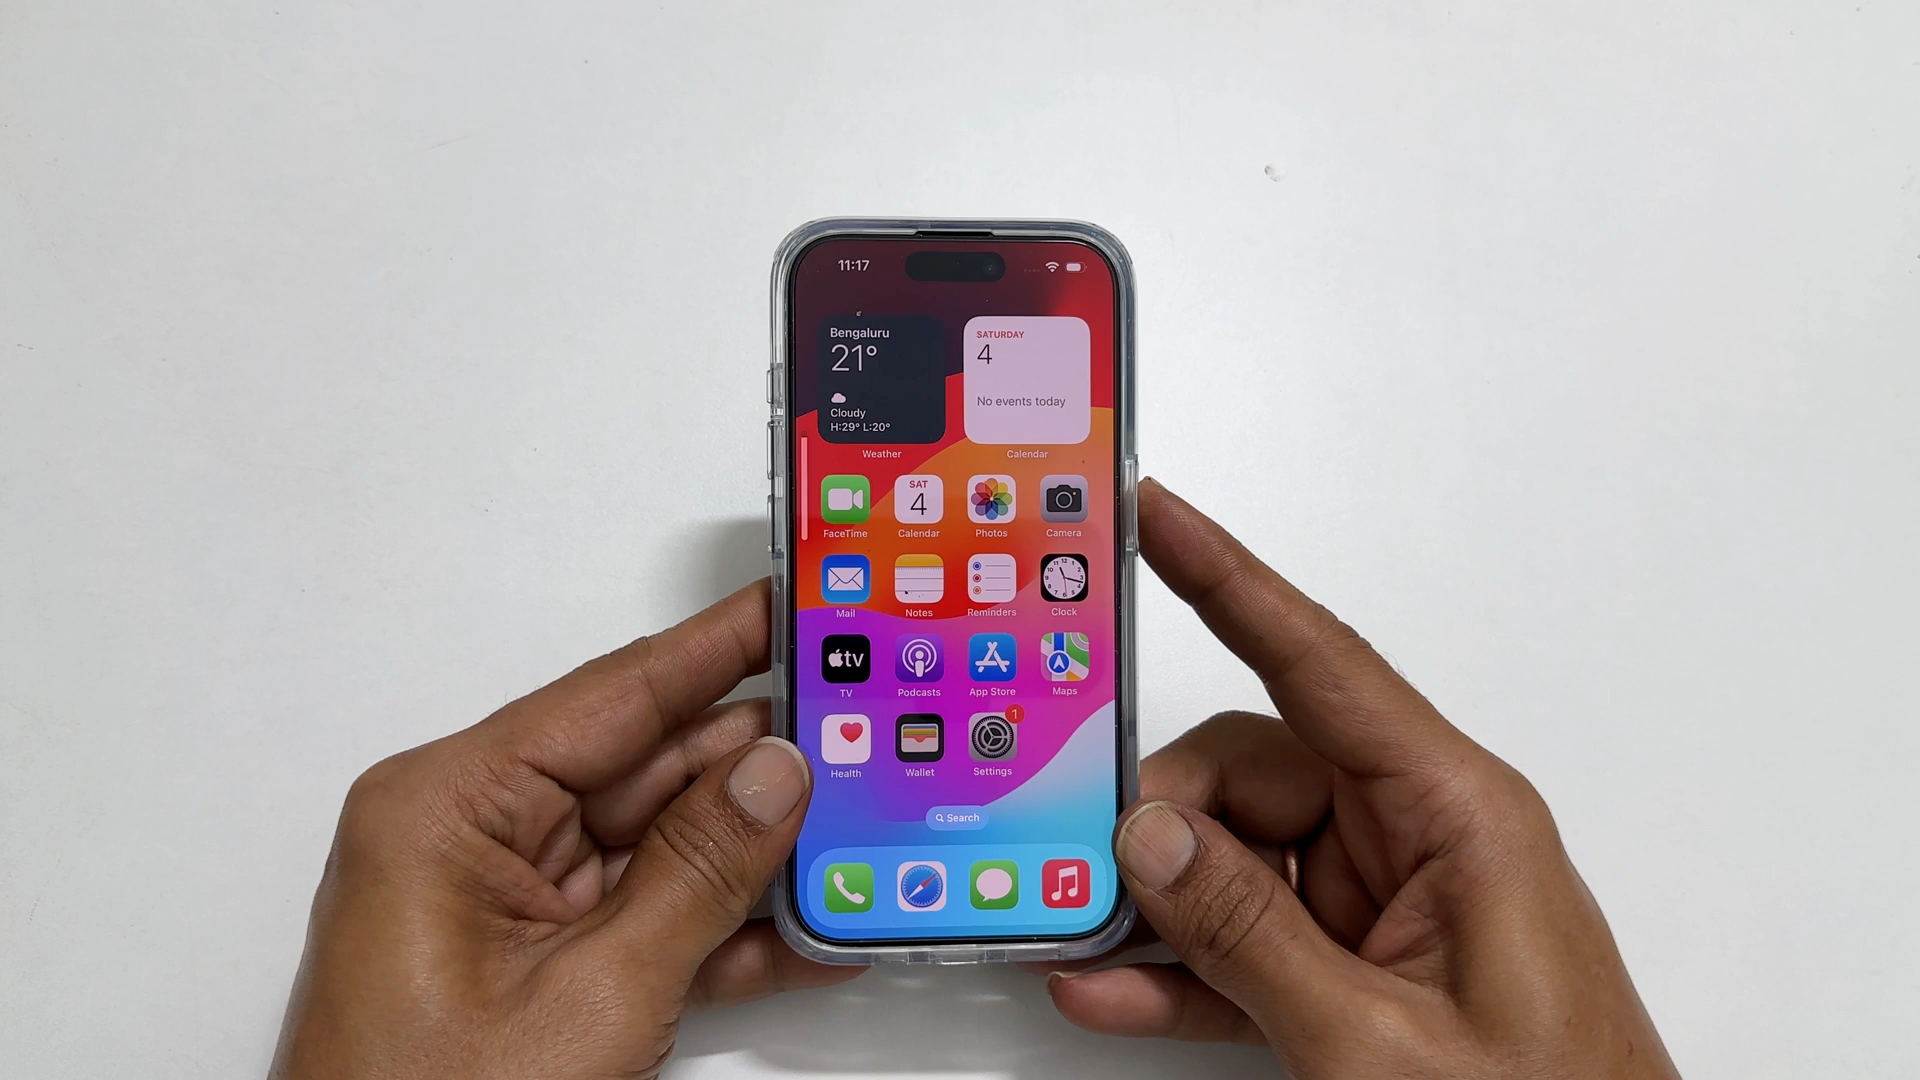 11:17
Bengaluru
21°
Cloudy
H:29° L:20°
Weather
SATURDAY
4
No events today
Calendar
FaceTime
SAT
4
Calendar
Photos
Camera
Mail
Notes
Reminders
Clock
tv
TV
Podcasts
App Store
Maps
Health
Wallet
1
Settings
Search